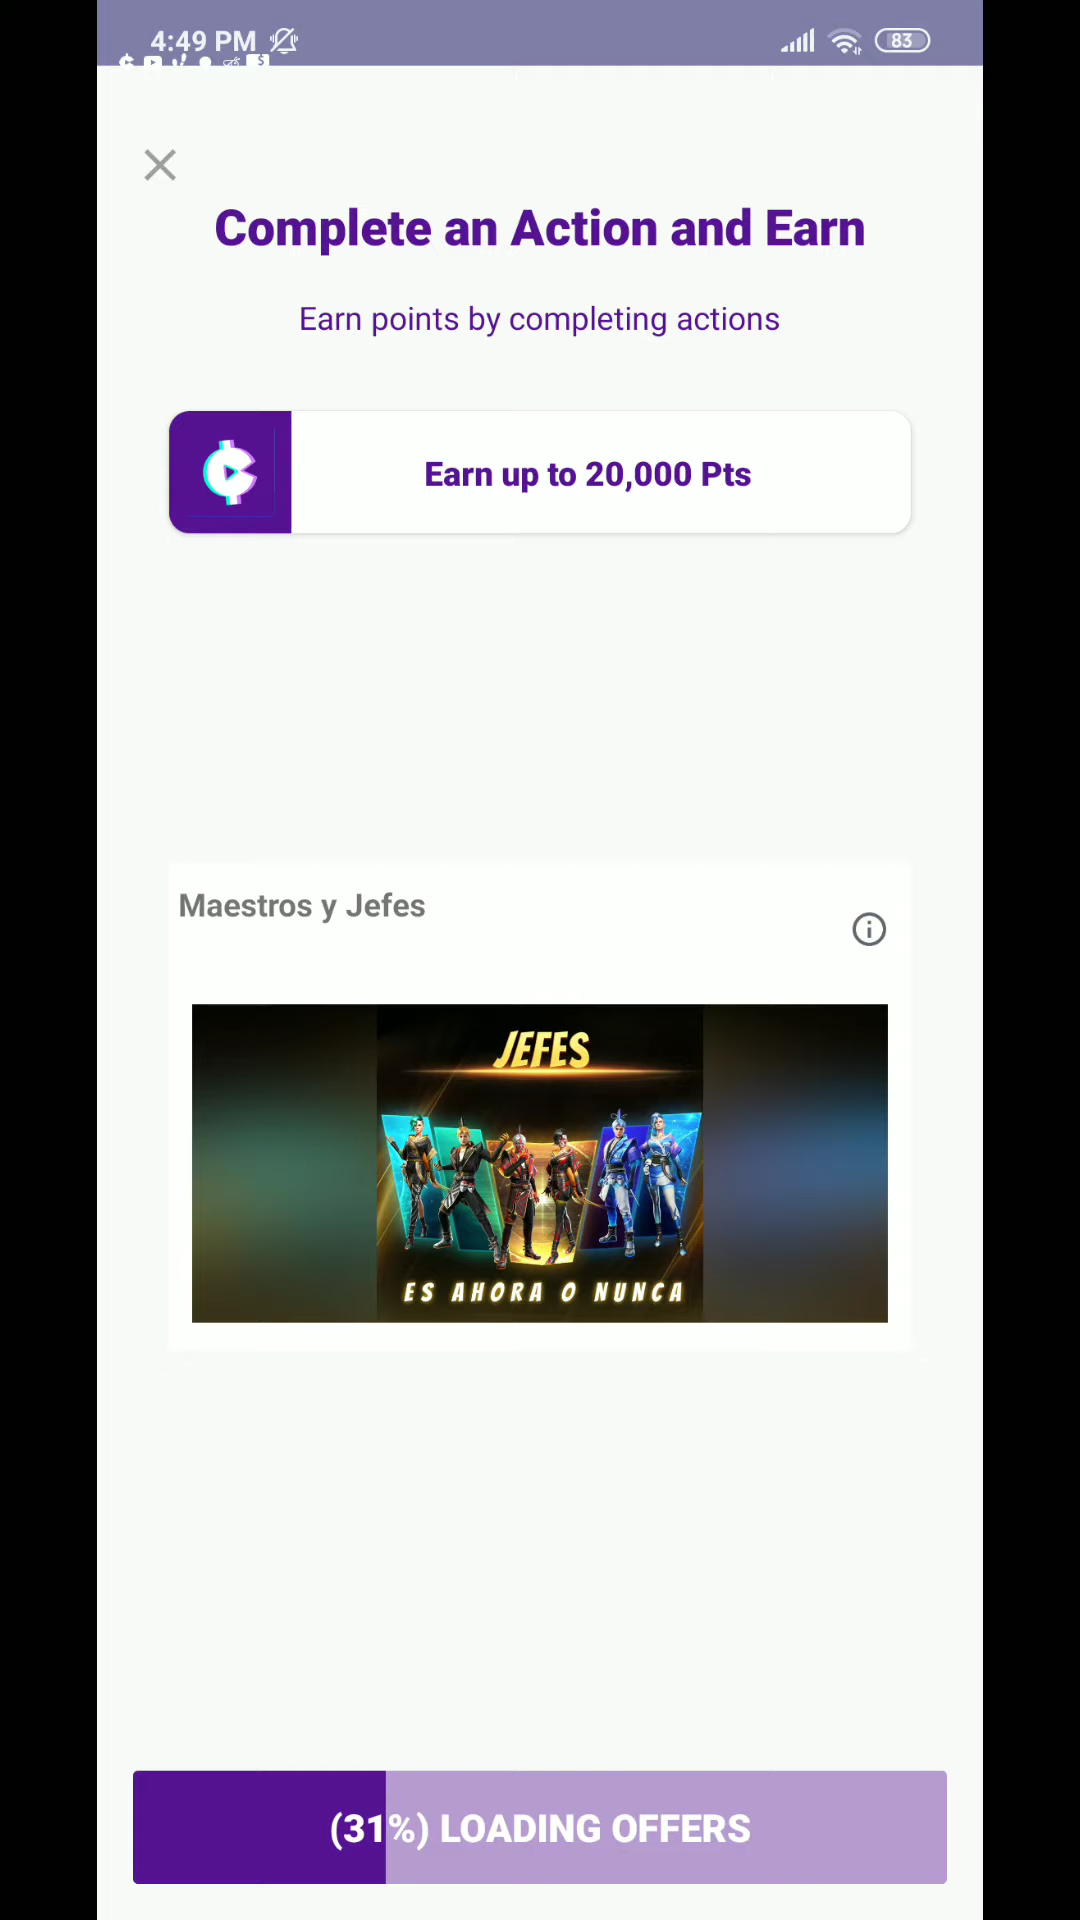 4:49 PM
83
Complete an Action and Earn
Earn points by completing actions
Earn up to 20,000 Pts
Maestros y Jefes
JEFES
ES AHORA O NUNCA
(31%) LOADING OFFERS